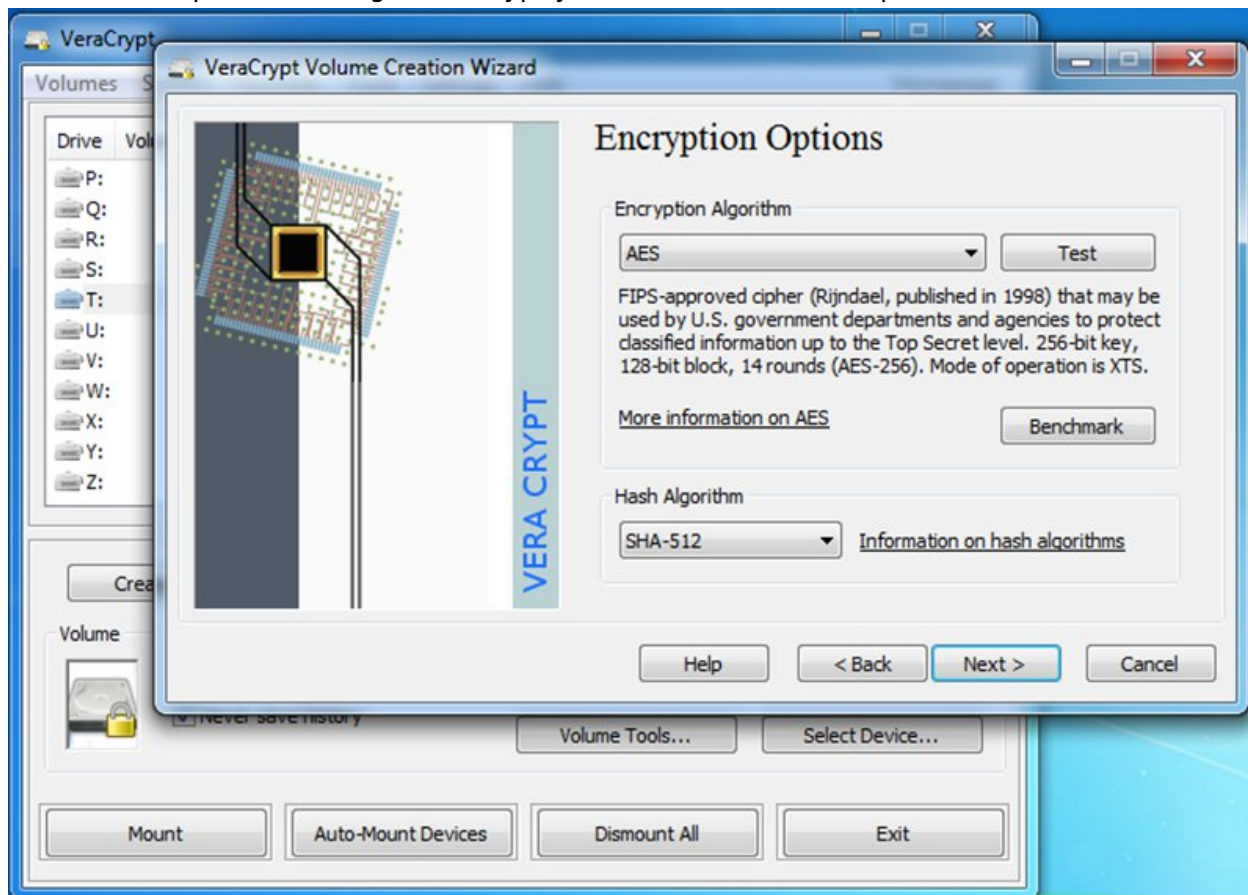 VeraCrypt
Volumes
Drive
P:
Q:
R:
S:
T:
U:
V:
W:
X:
Y:
Z:
Volume
Never save history
Volume Tools...
Select Device...
Mount
Auto-Mount Devices
Dismount All
Exit
VeraCrypt Volume Creation Wizard
VERA CRYPT
Encryption Options
Encryption Algorithm
AES
Test
FIPS-approved cipher (Rijndael, published in 1998) that may be
used by U.S. government departments and agencies to protect
classified information up to the Top Secret level. 256-bit key,
128-bit block, 14 rounds (AES-256). Mode of operation is XTS.
More information on AES
Benchmark
Hash Algorithm
SHA-512
Information on hash algorithms
Help
< Back
Next >
Cancel